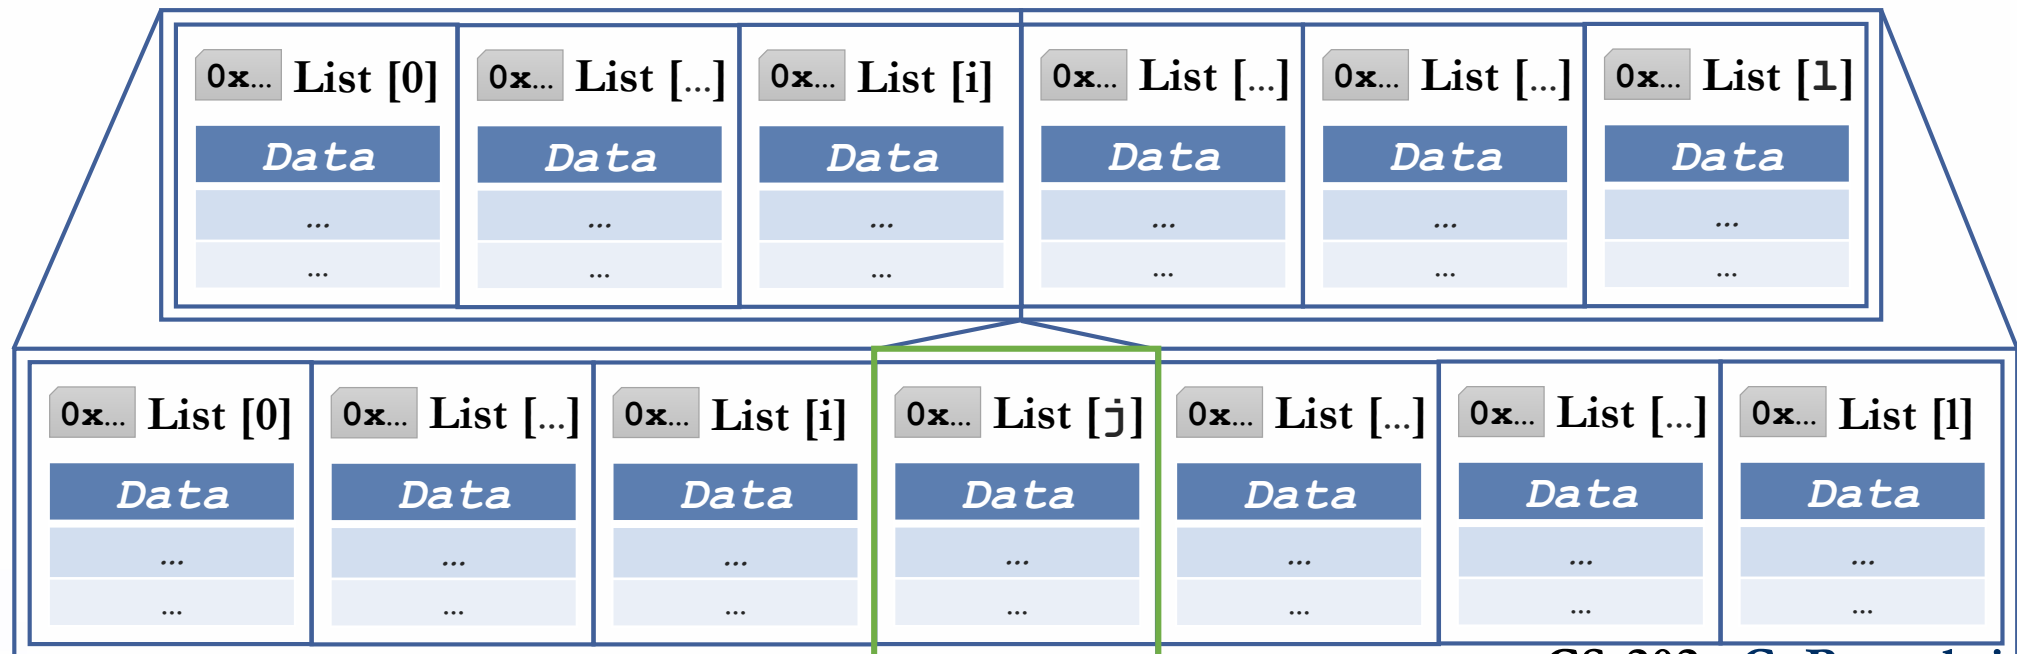 0x... List [0] 0x... List [...] 0x... List [i] 0x... List [...] 0x... List [...] 0x... List [l]
Data Data Data Data Data Data
... ... ... ... ... ...
... ... ... ... ... ...
0x... List [0] 0x... List [...] 0x... List [i] 0x... List [j] 0x... List [...] 0x... List [...] 0x... List [l]
Data Data Data Data Data Data Data
... ... ... ... ... ... ...
... ... ... ... ... ... ...